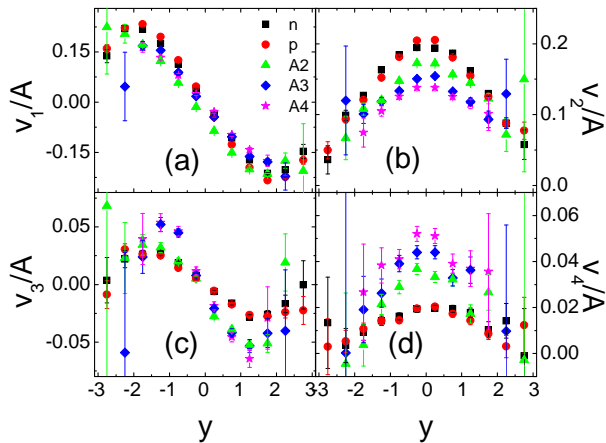 n
p
A2
A3
A4
v1/A
0.15
0.00
-0.15
(a)
v2/A
0.2
0.1
0.0
(b)
v3/A
0.05
0.00
-0.05
(c)
v4/A
0.06
0.04
0.02
0.00
(d)
-3 -2 -1 0 1 2 3
-3 -2 -1 0 1 2 3
y
y